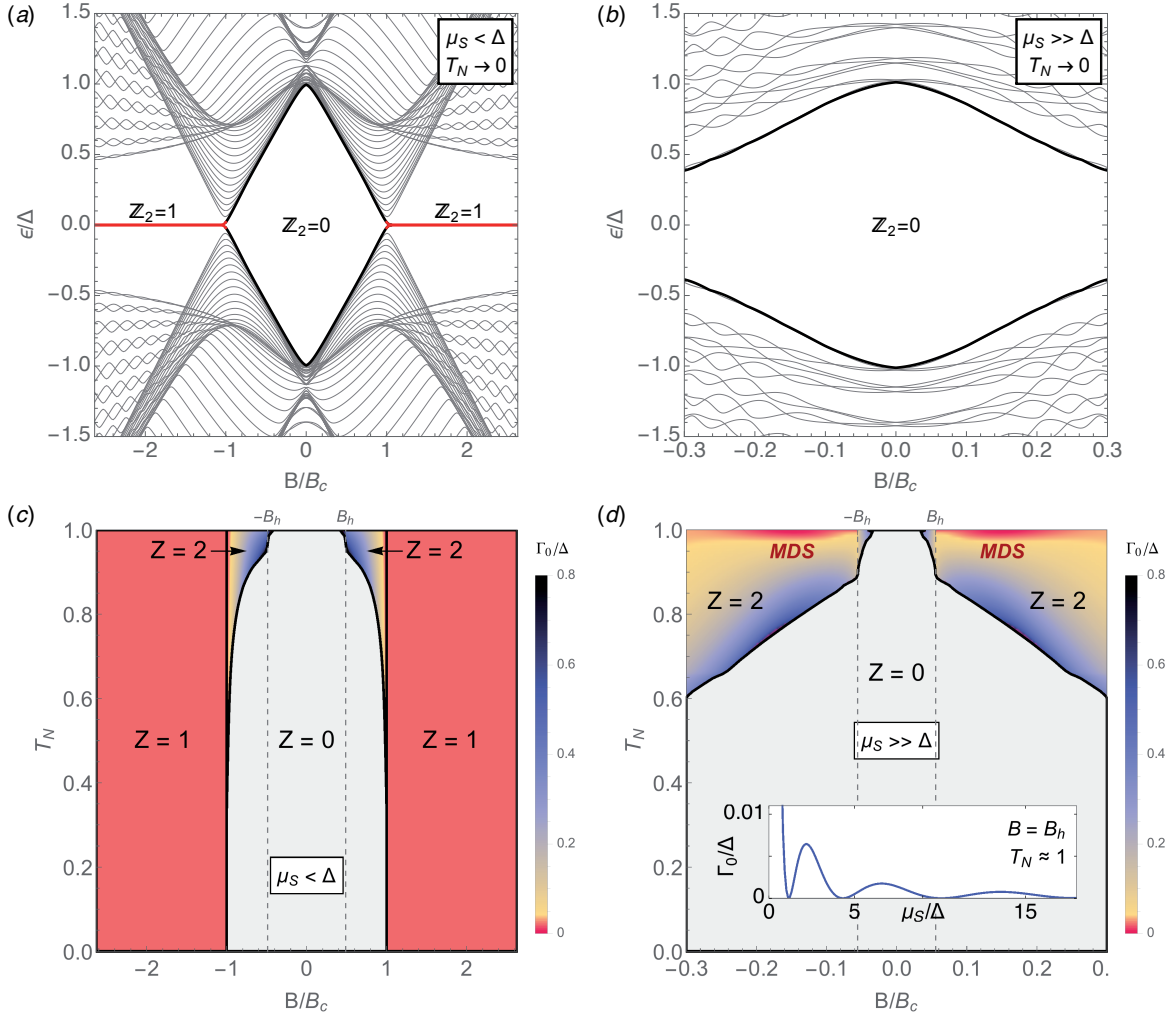 (a)
μS < Δ
TN → 0
ϵ/Δ
1.5
1.0
0.5
0.0
−0.5
−1.0
−1.5
ℤ2=1
ℤ2=0
ℤ2=1
−2
−1
0
1
2
B/Bc
(b)
μS >> Δ
TN → 0
1.5
1.0
0.5
0.0
−0.5
−1.0
−1.5
ℤ2=0
−0.3
−0.2
−0.1
0.0
0.1
0.2
0.3
B/Bc
(c)
−Bh
Bh
TN
1.0
0.8
0.6
0.4
0.2
0.0
Z = 2
Z = 2
Z = 1
Z = 0
Z = 1
μS < Δ
−2
−1
0
1
2
B/Bc
Γ0/Δ
0.8
0.6
0.4
0.2
0
(d)
−Bh
Bh
TN
1.0
0.8
0.6
0.4
0.2
0.0
MDS
MDS
Z = 2
Z = 2
Z = 0
μS >> Δ
Γ0/Δ
0.01
0
B = Bh
TN ≈ 1
0
5
15
μS/Δ
−0.3
−0.2
−0.1
0.0
0.1
0.2
0.
B/Bc
Γ0/Δ
0.8
0.6
0.4
0.2
0